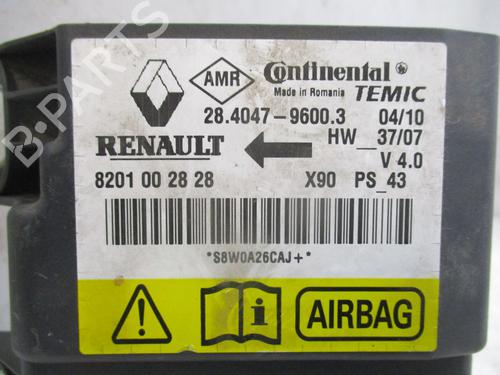 B-PARTS
AMR Continental
Made in Romania TEMIC
28.4047-9600.3 04/10
RENAULT HW__37/07
V 4.0
8201 00 28 28 X90 PS_43
*S8W0A26CAJ+*
AIRBAG